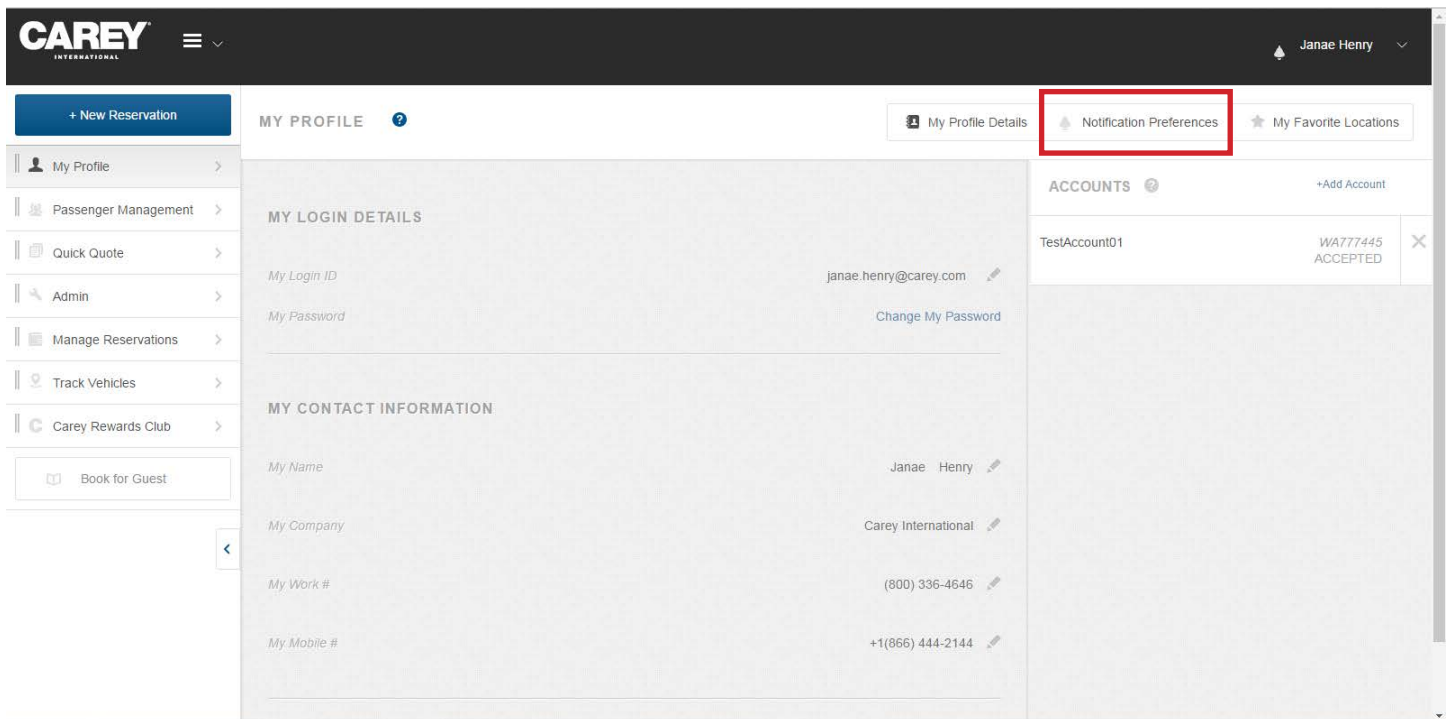 CAREY
INTERNATIONAL
Janae Henry
+ New Reservation
MY PROFILE ?
My Profile Details
Notification Preferences
My Favorite Locations
My Profile
Passenger Management
Quick Quote
Admin
Manage Reservations
Track Vehicles
C Carey Rewards Club
Book for Guest
MY LOGIN DETAILS
My Login ID janae.henry@carey.com
My Password Change My Password
MY CONTACT INFORMATION
My Name Janae Henry
My Company Carey International
My Work # (800) 336-4646
My Mobile # +1(866) 444-2144
ACCOUNTS ? +Add Account
TestAccount01 WA777445
ACCEPTED